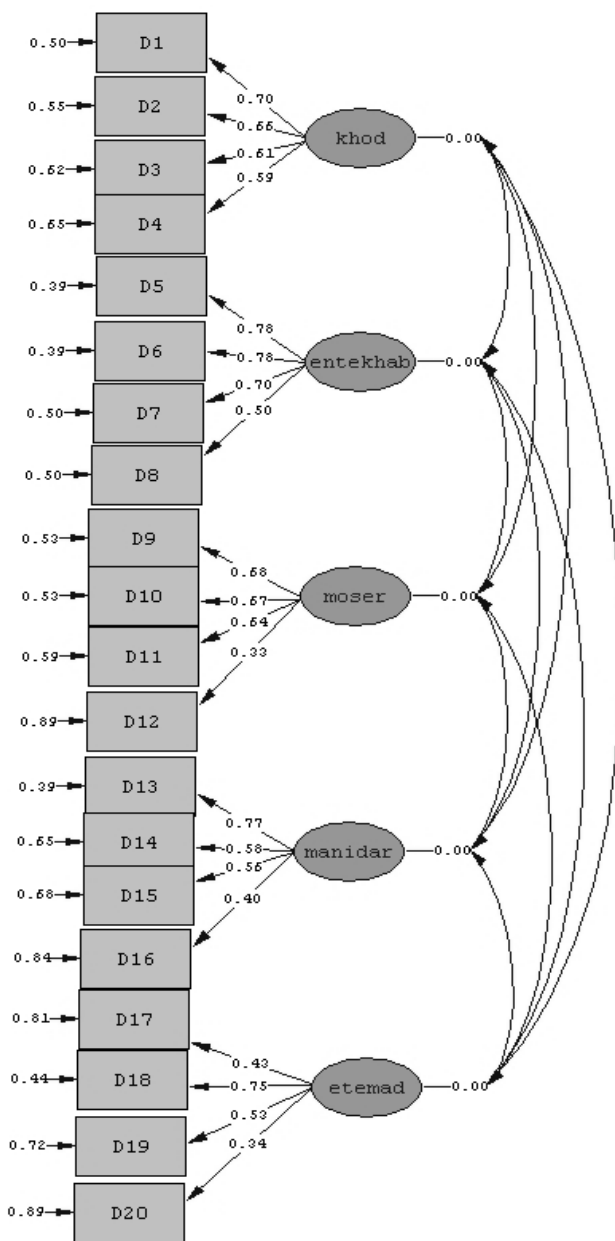 0.50 D1
0.70
0.55 D2
0.66
khod 0.00
0.62 D3
0.61
0.59
0.65 D4
0.39 D5
0.78
0.39 D6
0.78
entekhab 0.00
0.70
0.50 D7
0.50
0.50 D8
0.53 D9
0.68
0.53 D10
0.67
moser 0.00
0.64
0.59 D11
0.33
0.89 D12
0.39 D13
0.77
0.65 D14
0.58
manidar 0.00
0.56
0.68 D15
0.40
0.84 D16
0.81 D17
0.43
0.44 D18
0.75
etemad 0.00
0.53
0.72 D19
0.34
0.89 D20